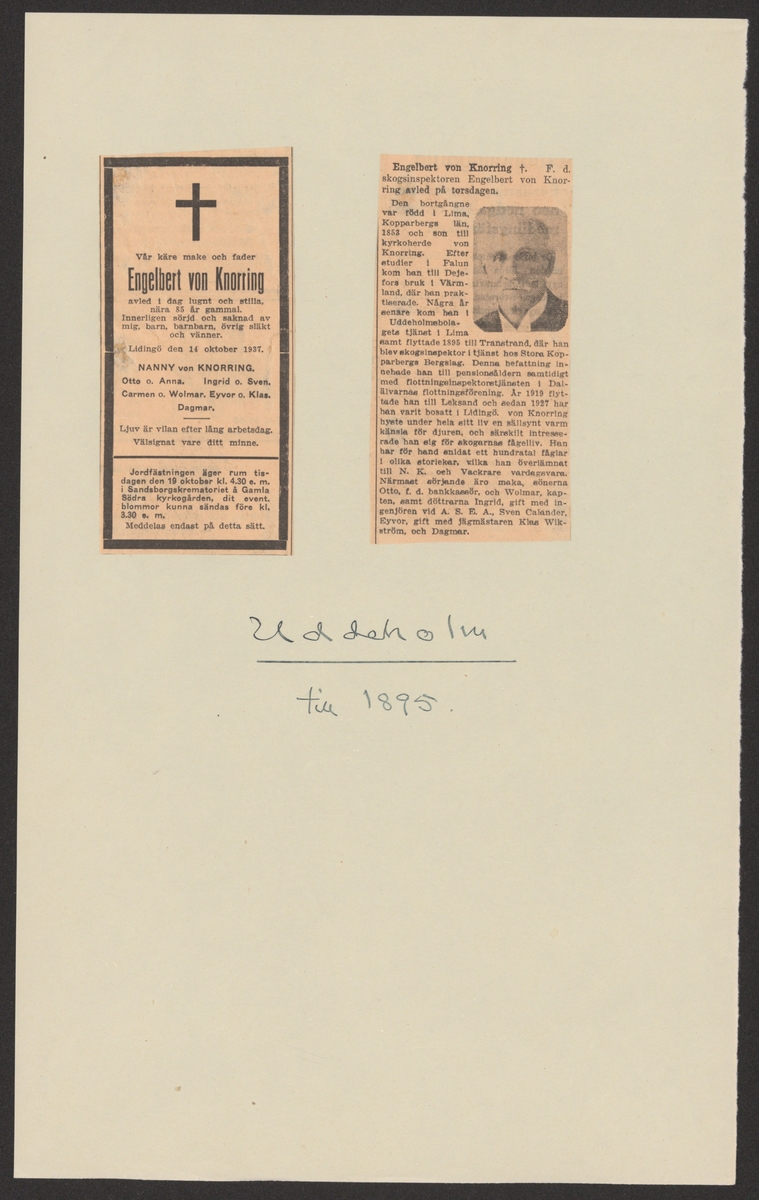 Vår käre make och fader
Engelbert von Knorring
avled i dag lugnt och stilla,
nära 85 år gammal.
Innerligen sörjd och saknad av
mig, barn, barnbarn, övrig släkt
och vänner.
Lidingö den 14 oktober 1937.
NANNY von KNORRING.
Otto o. Anna. Ingrid o. Sven.
Carmen o. Wolmar. Eyvor o. Klas.
Dagmar.
Ljuv är vilan efter lång arbetsdag.
Välsignat vare ditt minne.
Jordfästningen äger rum tis-
dagen den 19 oktober kl. 4.30 e. m.
i Sandsborgskrematoriet å Gamla
Södra kyrkogården, dit event.
blommor kunna sändas före kl.
3.30 e. m.
Meddelas endast på detta sätt.
Engelbert von Knorring †. F. d.
skogsinspektoren Engelbert von Knor-
ring avled på torsdagen.
Den bortgångne
var född i Lima,
Kopparbergs län,
1853 och son till
kyrkoherde von
Knorring. Efter
studier i Falun
kom han till Deje-
fors bruk i Värm-
land, där han prak-
tiserade. Några år
senare kom han i
Uddeholmsbola-
gets tjänst i Lima
samt flyttade 1895 till Transtrand, där han
blev skogsinspektor i tjänst hos Stora Kop-
parbergs Bergslag. Denna befattning in-
nebade han till pensionsåldern samtidigt
med flottningsinspektorstjänsten i Dal-
älvarnas flottningsförening. År 1919 flyt-
tade han till Leksand och sedan 1927 har
han varit bosatt i Lidingö. von Knorring
hyste under hela sitt liv en sällsynt varm
känsla för djuren, och särskilt intresse-
rade han sig för skogarnas fågelliv. Han
har för hand snidat ett hundratal fåglar
i olika storlekar, vilka han överlämnat
till N. K. och Vackrare vardagsvara.
Närmast sörjande äro maka, sönerna
Otto, f. d. bankkassör, och Wolmar, kap-
ten, samt döttrarna Ingrid, gift med in-
genjören vid A. S. E. A., Sven Calander,
Eyvor, gift med jägmästaren Klas Wik-
ström, och Dagmar.
Uddeholm
till 1895.